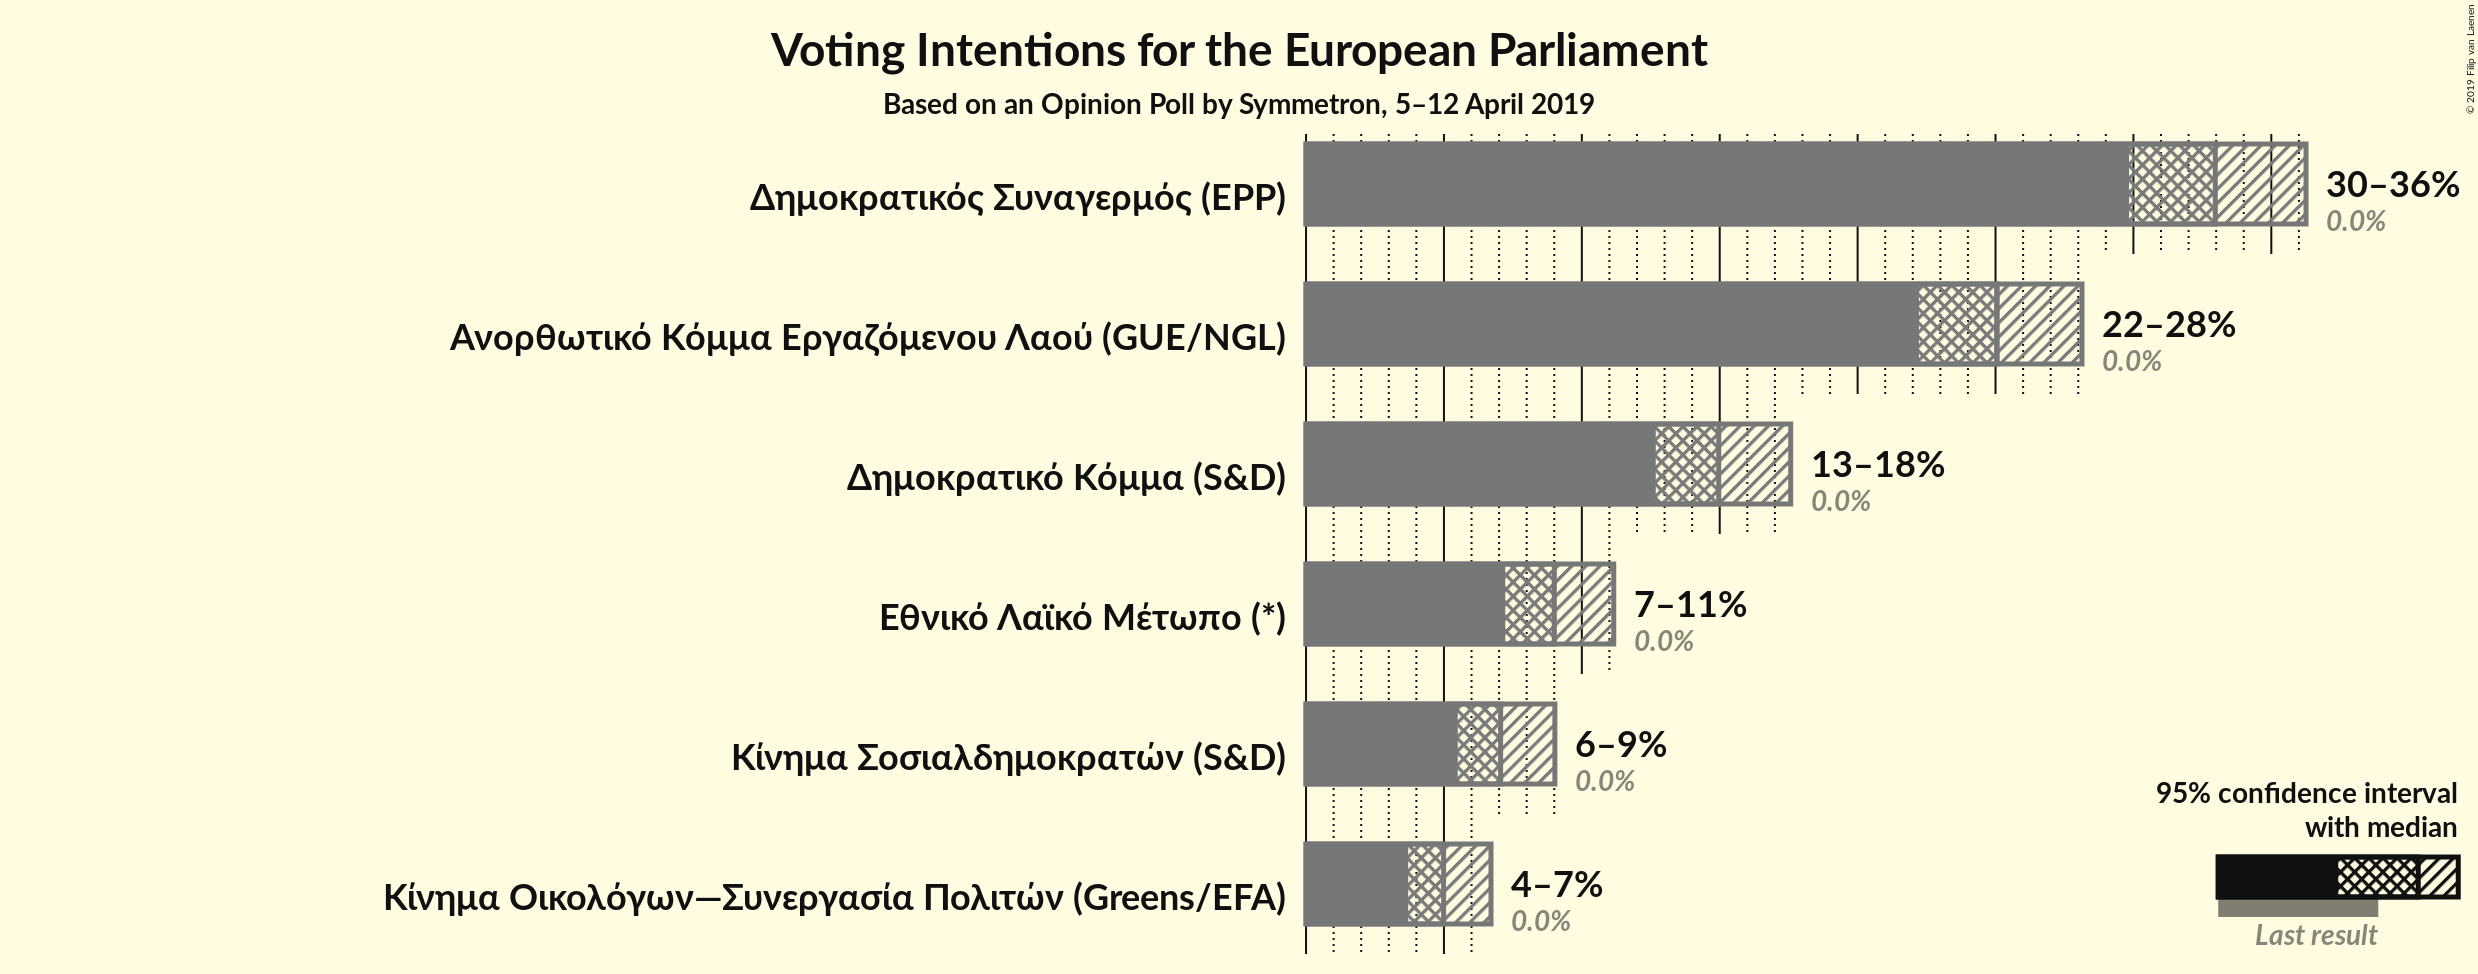 Voting Intentions for the European Parliament
Based on an Opinion Poll by Symmetron, 5–12 April 2019
© 2019 Filip van Laenen
Δημοκρατικός Συναγερμός (EPP)
30–36%
0.0%
Ανορθωτικό Κόμμα Εργαζόμενου Λαού (GUE/NGL)
22–28%
0.0%
Δημοκρατικό Κόμμα (S&D)
13–18%
0.0%
Εθνικό Λαϊκό Μέτωπο (*)
7–11%
0.0%
Κίνημα Σοσιαλδημοκρατών (S&D)
6–9%
0.0%
Κίνημα Οικολόγων—Συνεργασία Πολιτών (Greens/EFA)
4–7%
0.0%
95% confidence interval
with median
Last result